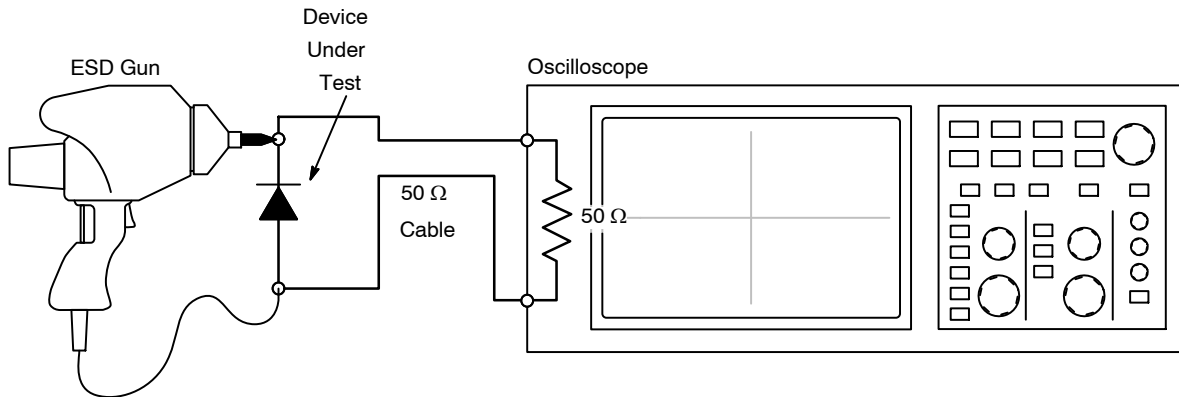 Device
Under
Test
ESD Gun
Oscilloscope
50 Ω
Cable
50 Ω